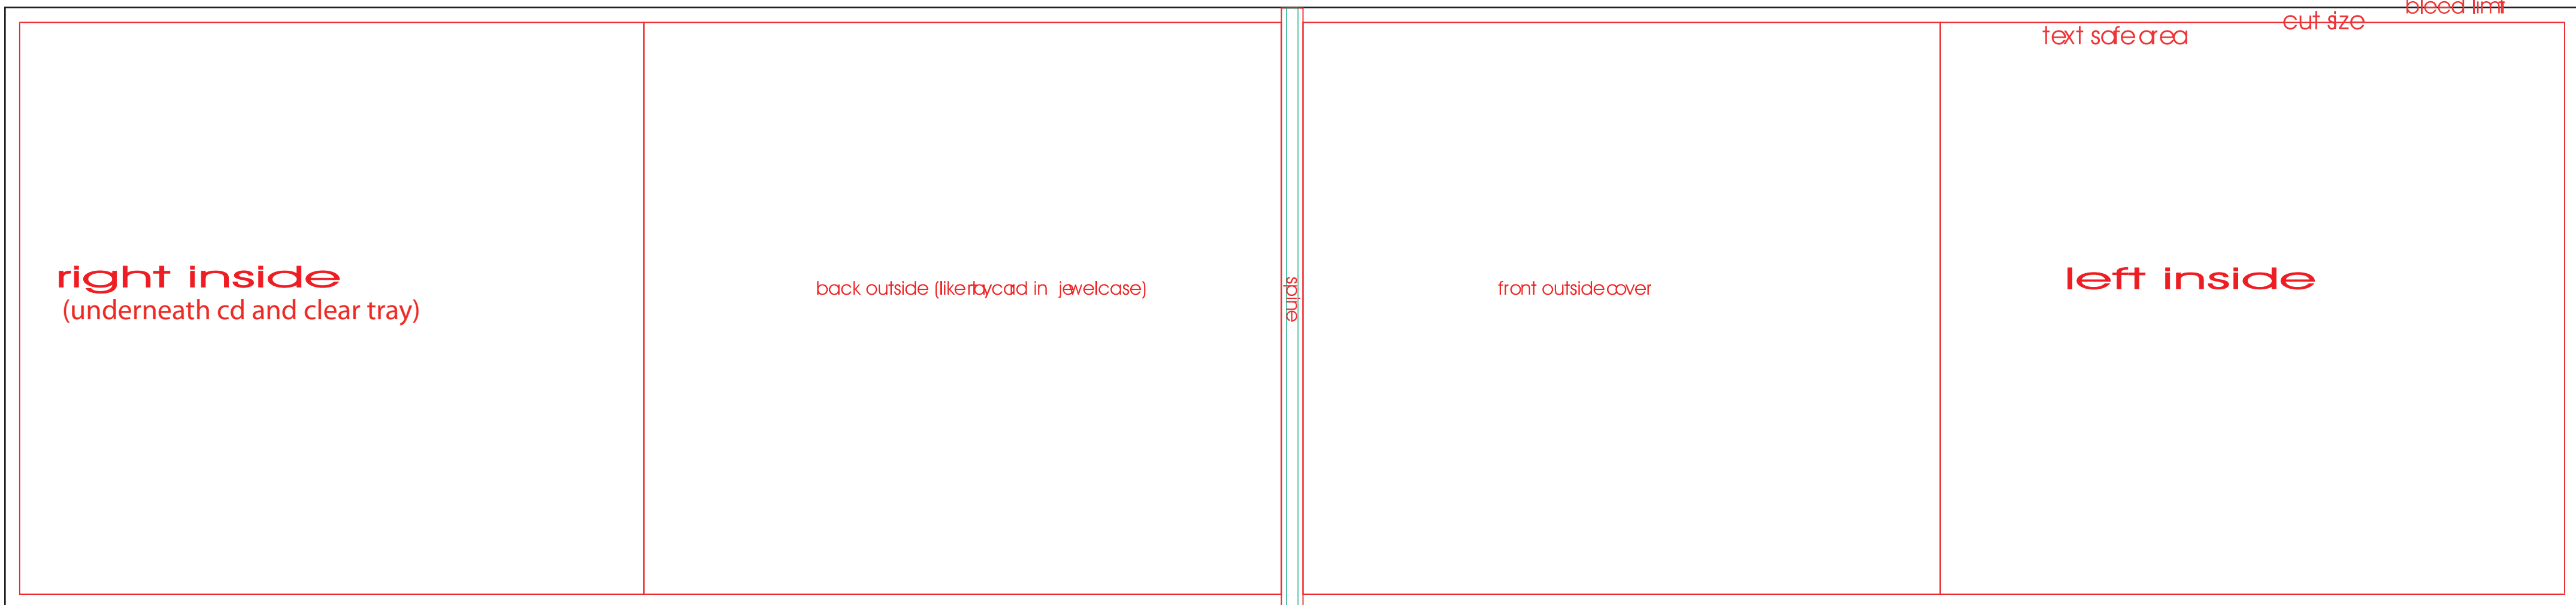 bleed limit
cut size
text safe area
right inside
(underneath cd and clear tray)
back outside (like traycard in jewelcase)
spine
front outside cover
left inside